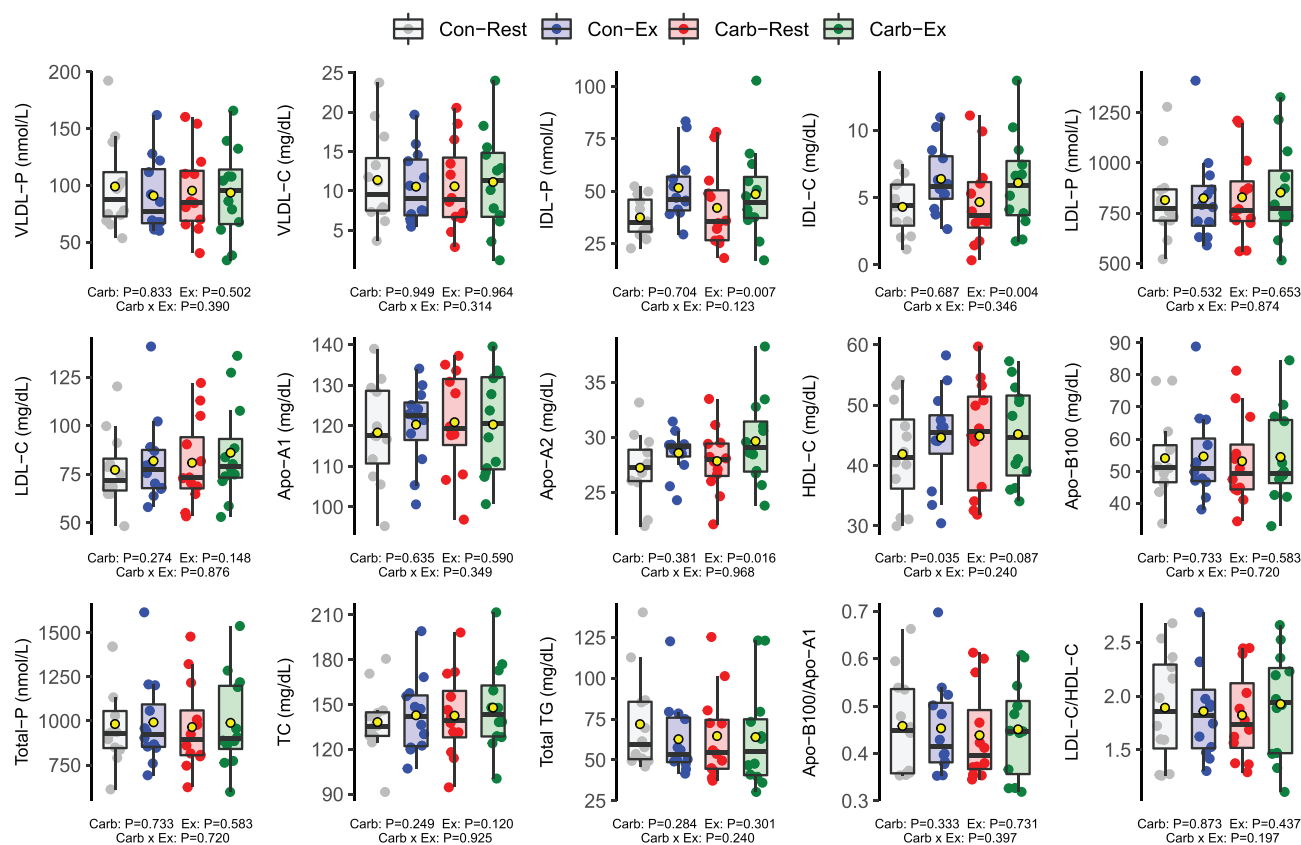 Con−Rest Con−Ex Carb−Rest Carb−Ex
VLDL−P (nmol/L)
200
150
100
50
Carb: P=0.833 Ex: P=0.502
Carb x Ex: P=0.390
VLDL−C (mg/dL)
25
20
15
10
5
Carb: P=0.949 Ex: P=0.964
Carb x Ex: P=0.314
IDL−P (nmol/L)
100
75
50
25
Carb: P=0.704 Ex: P=0.007
Carb x Ex: P=0.123
IDL−C (mg/dL)
10
5
0
Carb: P=0.687 Ex: P=0.004
Carb x Ex: P=0.346
LDL−P (nmol/L)
1250
1000
750
500
Carb: P=0.532 Ex: P=0.653
Carb x Ex: P=0.874
LDL−C (mg/dL)
125
100
75
50
Carb: P=0.274 Ex: P=0.148
Carb x Ex: P=0.876
Apo−A1 (mg/dL)
140
130
120
110
100
Carb: P=0.635 Ex: P=0.590
Carb x Ex: P=0.349
Apo−A2 (mg/dL)
35
30
25
Carb: P=0.381 Ex: P=0.016
Carb x Ex: P=0.968
HDL−C (mg/dL)
60
50
40
30
Carb: P=0.035 Ex: P=0.087
Carb x Ex: P=0.240
Apo−B100 (mg/dL)
90
80
70
60
50
40
Carb: P=0.733 Ex: P=0.583
Carb x Ex: P=0.720
Total−P (nmol/L)
1500
1250
1000
750
Carb: P=0.733 Ex: P=0.583
Carb x Ex: P=0.720
TC (mg/dL)
210
180
150
120
90
Carb: P=0.249 Ex: P=0.120
Carb x Ex: P=0.925
Total TG (mg/dL)
125
100
75
50
25
Carb: P=0.284 Ex: P=0.301
Carb x Ex: P=0.240
Apo−B100/Apo−A1
0.7
0.6
0.5
0.4
0.3
Carb: P=0.333 Ex: P=0.731
Carb x Ex: P=0.397
LDL−C/HDL−C
2.5
2.0
1.5
Carb: P=0.873 Ex: P=0.437
Carb x Ex: P=0.197